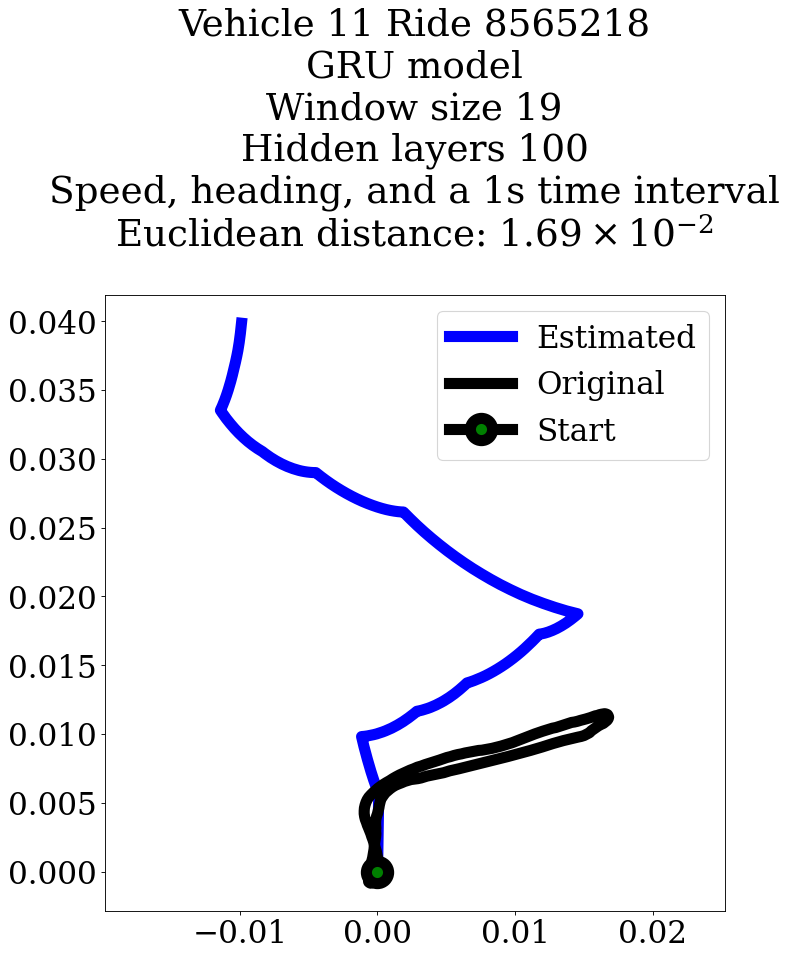 Vehicle 11 Ride 8565218
GRU model
Window size 19
Hidden layers 100
Speed, heading, and a 1s time interval
Euclidean distance: 1.69 × 10⁻²
Estimated
Original
Start
0.040
0.035
0.030
0.025
0.020
0.015
0.010
0.005
0.000
−0.01 0.00 0.01 0.02